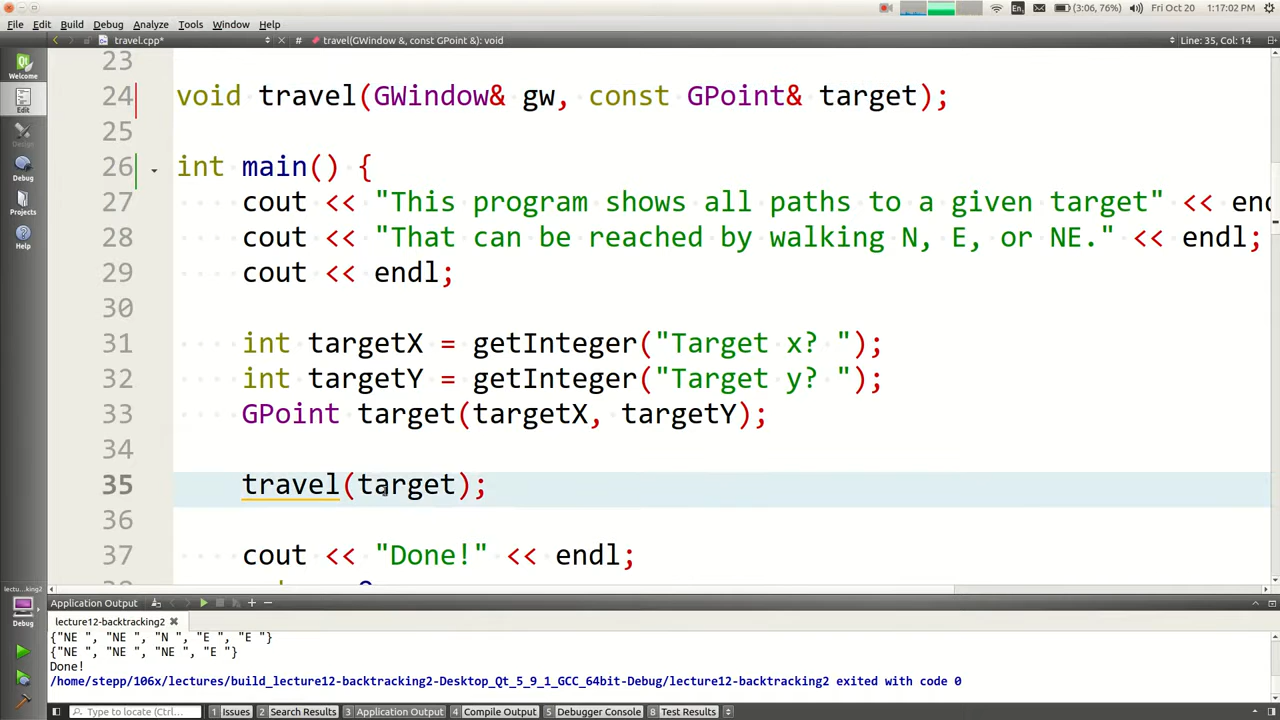 File Edit Build Debug Analyze Tools Window Help
En (3:06, 76%) Fri Oct 20 1:17:02 PM
travel.cpp* # travel(GWindow &, const GPoint &): void Line: 35, Col: 14
Welcome
Edit
Design
Debug
Projects
Help
lectu...king2
Debug
23
24 void travel(GWindow& gw, const GPoint& target);
25
26 int main() {
27 cout << "This program shows all paths to a given target" << end
28 cout << "That can be reached by walking N, E, or NE." << endl;
29 cout << endl;
30
31 int targetX = getInteger("Target x? ");
32 int targetY = getInteger("Target y? ");
33 GPoint target(targetX, targetY);
34
35 travel(target);
36
37 cout << "Done!" << endl;
Application Output
lecture12-backtracking2
{"NE ", "NE ", "N ", "E ", "E "}
{"NE ", "NE ", "NE ", "E "}
Done!
/home/stepp/106x/lectures/build_lecture12-backtracking2-Desktop_Qt_5_9_1_GCC_64bit-Debug/lecture12-backtracking2 exited with code 0
Type to locate (Ctrl... 1 Issues 2 Search Results 3 Application Output 4 Compile Output 5 Debugger Console 8 Test Results